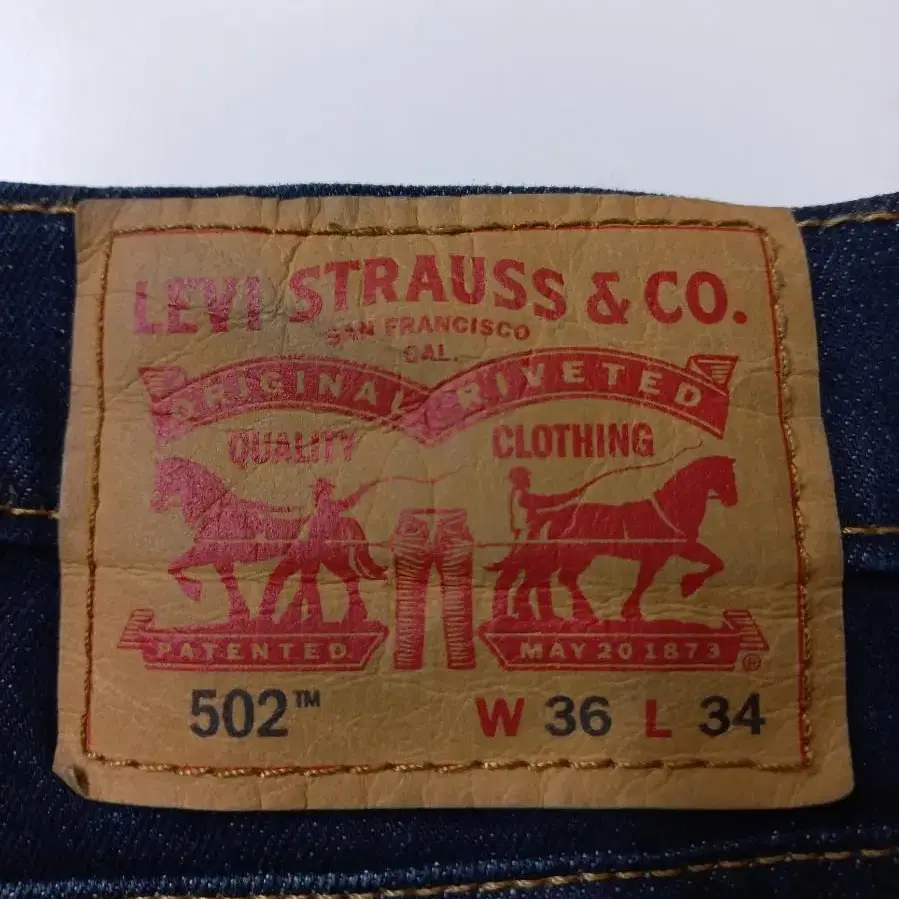 LEVI STRAUSS & CO.
SAN FRANCISCO
CAL.
ORIGINAL RIVETED
QUALITY CLOTHING
PATENTED MAY 20 1873 ®
502™ W 36 L 34